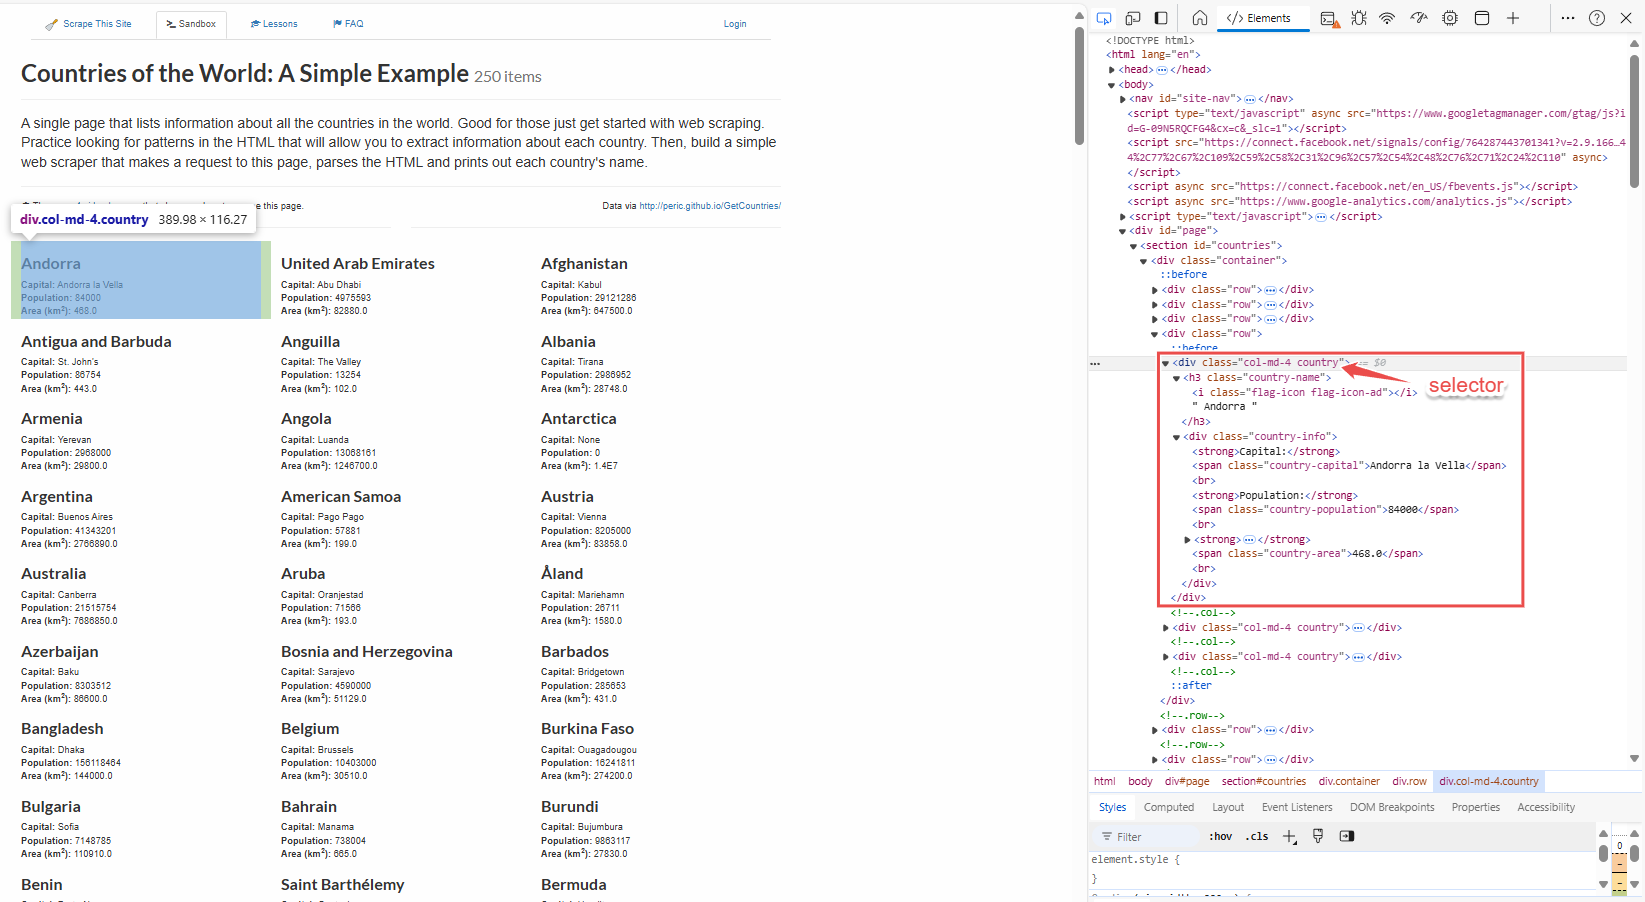 Scrape This Site
Sandbox
Lessons
FAQ
Login
Countries of the World: A Simple Example 250 items
A single page that lists information about all the countries in the world. Good for those just get started with web scraping.
Practice looking for patterns in the HTML that will allow you to extract information about each country. Then, build a simple
web scraper that makes a request to this page, parses the HTML and prints out each country's name.
this page.
Data via http://peric.github.io/GetCountries/
div.col-md-4.country 389.98 × 116.27
Andorra
Capital: Andorra la Vella
Population: 84000
Area (km2): 468.0
United Arab Emirates
Capital: Abu Dhabi
Population: 4975593
Area (km2): 82880.0
Afghanistan
Capital: Kabul
Population: 29121286
Area (km2): 647500.0
Antigua and Barbuda
Capital: St. John's
Population: 86754
Area (km2): 443.0
Anguilla
Capital: The Valley
Population: 13254
Area (km2): 102.0
Albania
Capital: Tirana
Population: 2986952
Area (km2): 28748.0
Armenia
Capital: Yerevan
Population: 2968000
Area (km2): 29800.0
Angola
Capital: Luanda
Population: 13068161
Area (km2): 1246700.0
Antarctica
Capital: None
Population: 0
Area (km2): 1.4E7
Argentina
Capital: Buenos Aires
Population: 41343201
Area (km2): 2766890.0
American Samoa
Capital: Pago Pago
Population: 57881
Area (km2): 199.0
Austria
Capital: Vienna
Population: 8205000
Area (km2): 83858.0
Australia
Capital: Canberra
Population: 21515754
Area (km2): 7686850.0
Aruba
Capital: Oranjestad
Population: 71566
Area (km2): 193.0
Åland
Capital: Mariehamn
Population: 26711
Area (km2): 1580.0
Azerbaijan
Capital: Baku
Population: 8303512
Area (km2): 86600.0
Bosnia and Herzegovina
Capital: Sarajevo
Population: 4590000
Area (km2): 51129.0
Barbados
Capital: Bridgetown
Population: 285653
Area (km2): 431.0
Bangladesh
Capital: Dhaka
Population: 156118464
Area (km2): 144000.0
Belgium
Capital: Brussels
Population: 10403000
Area (km2): 30510.0
Burkina Faso
Capital: Ouagadougou
Population: 16241811
Area (km2): 274200.0
Bulgaria
Capital: Sofia
Population: 7148785
Area (km2): 110910.0
Bahrain
Capital: Manama
Population: 738004
Area (km2): 665.0
Burundi
Capital: Bujumbura
Population: 9863117
Area (km2): 27830.0
Benin
Saint Barthélemy
Bermuda
Elements
<!DOCTYPE html>
<html lang="en">
<head> ••• </head>
<body>
<nav id="site-nav"> ••• </nav>
<script type="text/javascript" async src="https://www.googletagmanager.com/gtag/js?i
d=G-09N5RQCFG4&cx=c&_slc=1"></script>
<script src="https://connect.facebook.net/signals/config/764287443701341?v=2.9.166…4
4%2C77%2C67%2C109%2C59%2C58%2C31%2C96%2C57%2C54%2C48%2C76%2C71%2C24%2C110" async>
</script>
<script async src="https://connect.facebook.net/en_US/fbevents.js"></script>
<script async src="https://www.google-analytics.com/analytics.js"></script>
<script type="text/javascript"> ••• </script>
<div id="page">
<section id="countries">
<div class="container">
::before
<div class="row"> ••• </div>
<div class="row"> ••• </div>
<div class="row"> ••• </div>
<div class="row">
::before
<div class="col-md-4 country"> == $0
selector
<h3 class="country-name">
<i class="flag-icon flag-icon-ad"></i>
" Andorra "
</h3>
<div class="country-info">
<strong>Capital:</strong>
<span class="country-capital">Andorra la Vella</span>
<br>
<strong>Population:</strong>
<span class="country-population">84000</span>
<br>
<strong> ••• </strong>
<span class="country-area">468.0</span>
<br>
</div>
</div>
<!--.col-->
<div class="col-md-4 country"> ••• </div>
<!--.col-->
<div class="col-md-4 country"> ••• </div>
<!--.col-->
::after
</div>
<!--.row-->
<div class="row"> ••• </div>
<!--.row-->
<div class="row"> ••• </div>
html body div#page section#countries div.container div.row div.col-md-4.country
Styles Computed Layout Event Listeners DOM Breakpoints Properties Accessibility
Filter
:hov .cls
element.style {
}
0